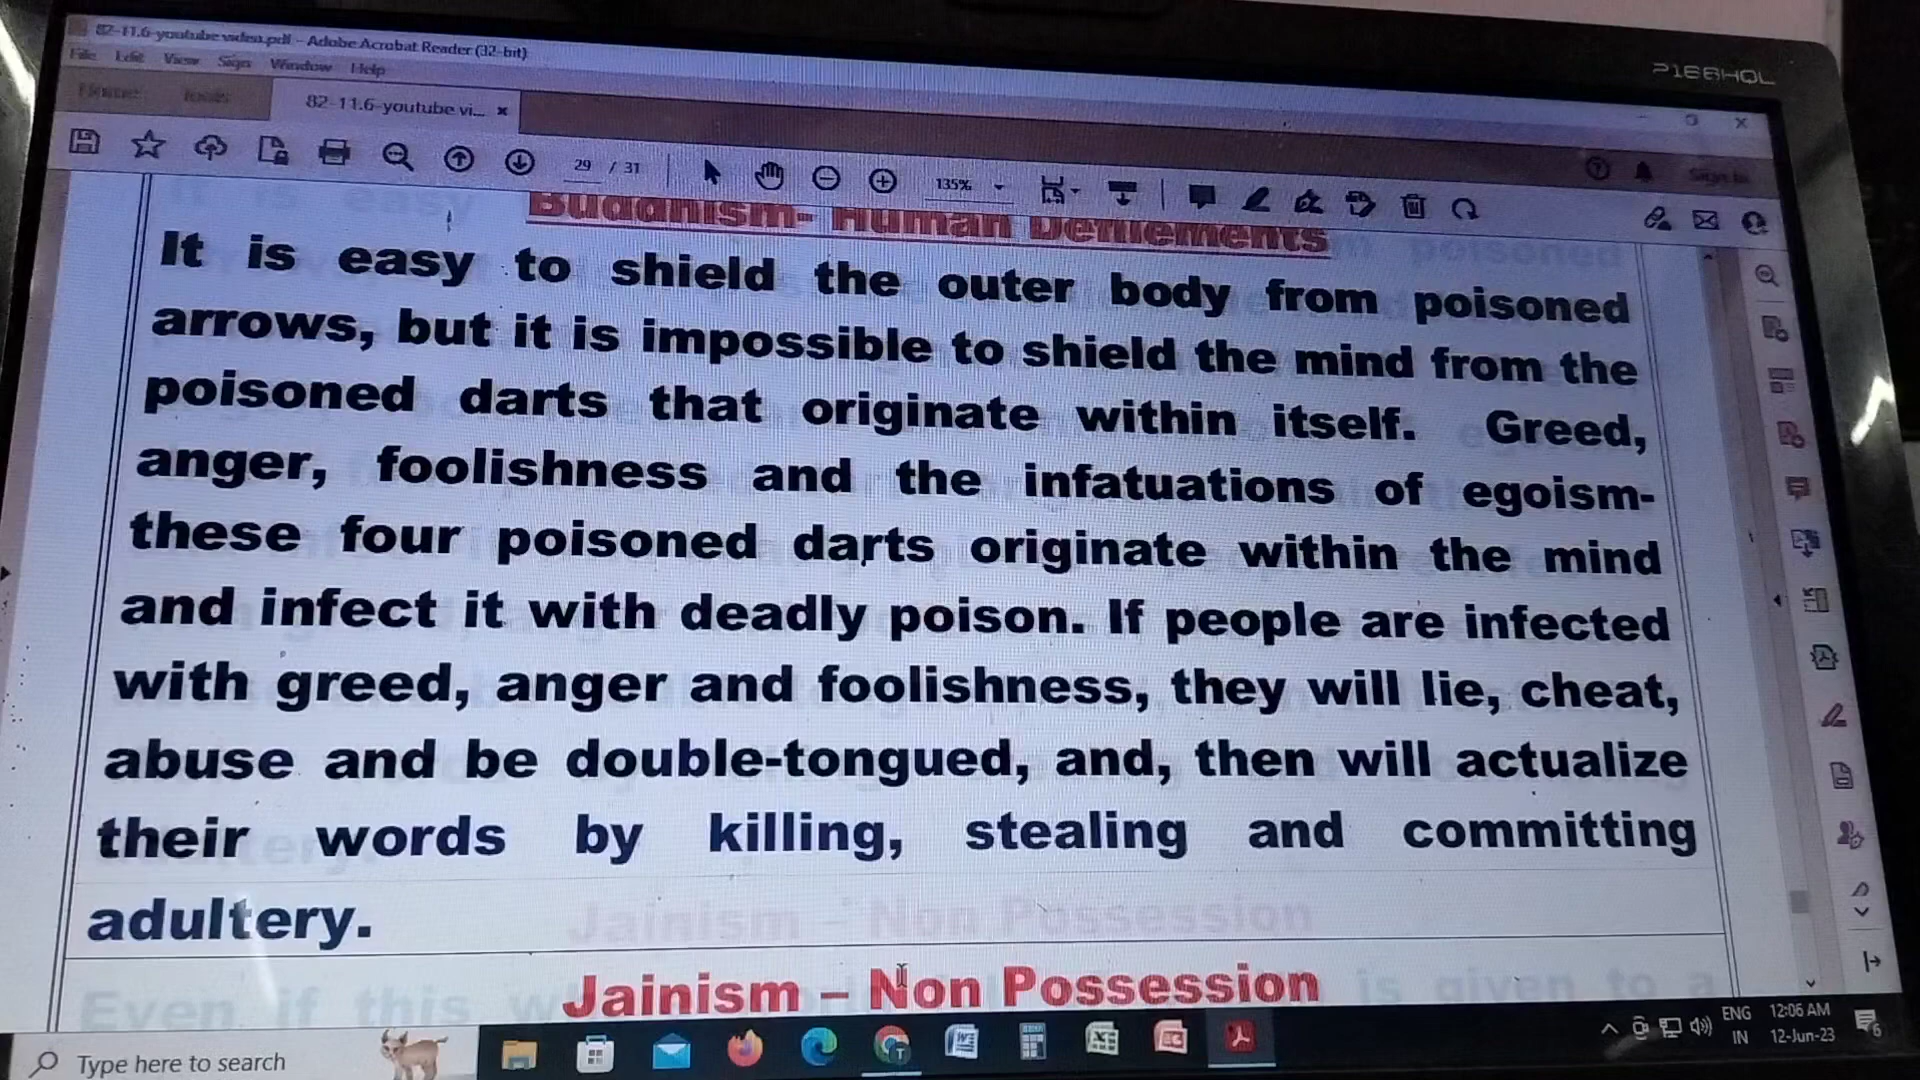 82-11.6-youtube video.pdf - Adobe Acrobat Reader (32-bit)
P166HQL
File Edit View Sign Window Help
Home Tools 82-11.6-youtube vi... x
Sign In
29 / 31 135%
Buddhism- Human Defilements
It is easy to shield the outer body from poisoned
arrows, but it is impossible to shield the mind from the
poisoned darts that originate within itself. Greed,
anger, foolishness and the infatuations of egoism-
these four poisoned darts originate within the mind
and infect it with deadly poison. If people are infected
with greed, anger and foolishness, they will lie, cheat,
abuse and be double-tongued, and, then will actualize
their words by killing, stealing and committing
adultery.
Jainism – Non Possession
Type here to search
ENG 12:06 AM
IN 12-Jun-23
6